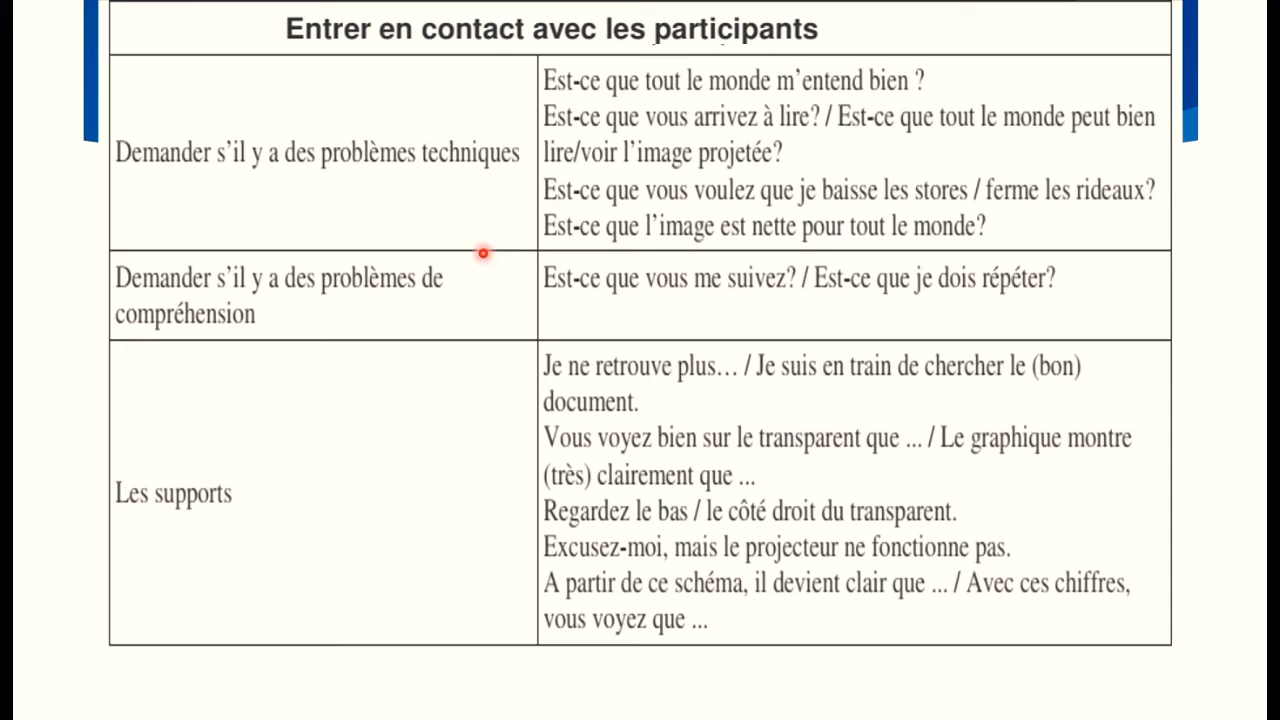 Entrer en contact avec les participants
Demander s’il y a des problèmes techniques
Est-ce que tout le monde m’entend bien ?
Est-ce que vous arrivez à lire? / Est-ce que tout le monde peut bien
lire/voir l’image projetée?
Est-ce que vous voulez que je baisse les stores / ferme les rideaux?
Est-ce que l’image est nette pour tout le monde?
Demander s’il y a des problèmes de
compréhension
Est-ce que vous me suivez? / Est-ce que je dois répéter?
Les supports
Je ne retrouve plus… / Je suis en train de chercher le (bon)
document.
Vous voyez bien sur le transparent que ... / Le graphique montre
(très) clairement que ...
Regardez le bas / le côté droit du transparent.
Excusez-moi, mais le projecteur ne fonctionne pas.
A partir de ce schéma, il devient clair que ... / Avec ces chiffres,
vous voyez que ...